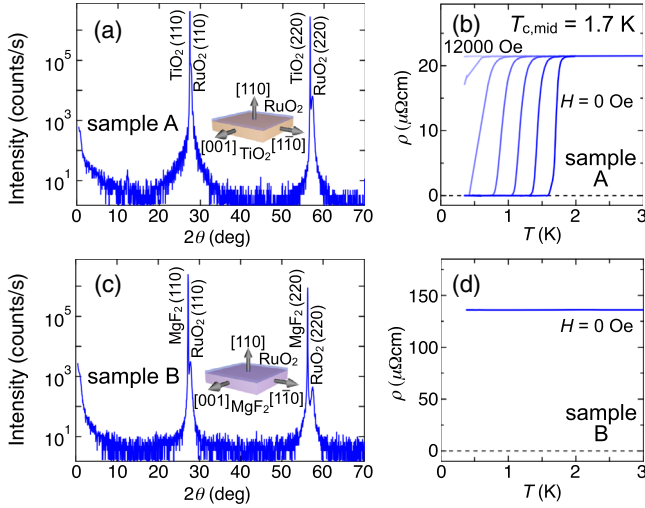 (a)
Intensity (counts/s)
10⁵
10³
10¹
sample A
TiO₂ (110)
RuO₂ (110)
TiO₂ (220)
RuO₂ (220)
[110]
RuO₂
[001]
TiO₂
[11̅0]
0 10 20 30 40 50 60 70
2θ (deg)
(b)
T_c,mid = 1.7 K
12000 Oe
H = 0 Oe
sample
A
ρ (μΩcm)
20
10
0
0 1 2 3
T (K)
(c)
Intensity (counts/s)
10⁵
10³
10¹
sample B
MgF₂ (110)
RuO₂ (110)
MgF₂ (220)
RuO₂ (220)
[110]
RuO₂
[001]
MgF₂
[11̅0]
0 10 20 30 40 50 60 70
2θ (deg)
(d)
H = 0 Oe
sample
B
ρ (μΩcm)
150
100
50
0
0 1 2 3
T (K)